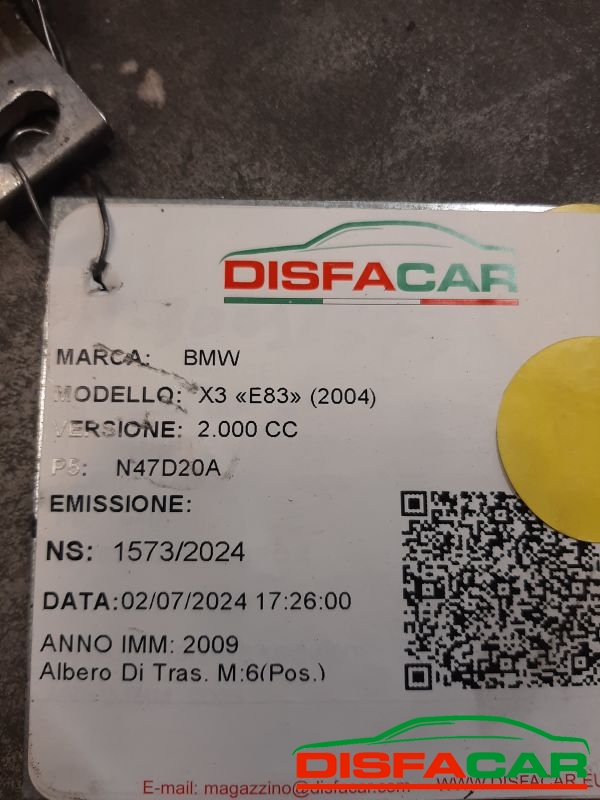 DISFACAR
MARCA: BMW
MODELLO: X3 «E83» (2004)
VERSIONE: 2.000 CC
P5: N47D20A
EMISSIONE:
NS: 1573/2024
DATA:02/07/2024 17:26:00
ANNO IMM: 2009
Albero Di Tras. M:6(Pos.)
DISFACAR
E-mail: magazzino@disfacar.com WWW.DISFACAR.EU